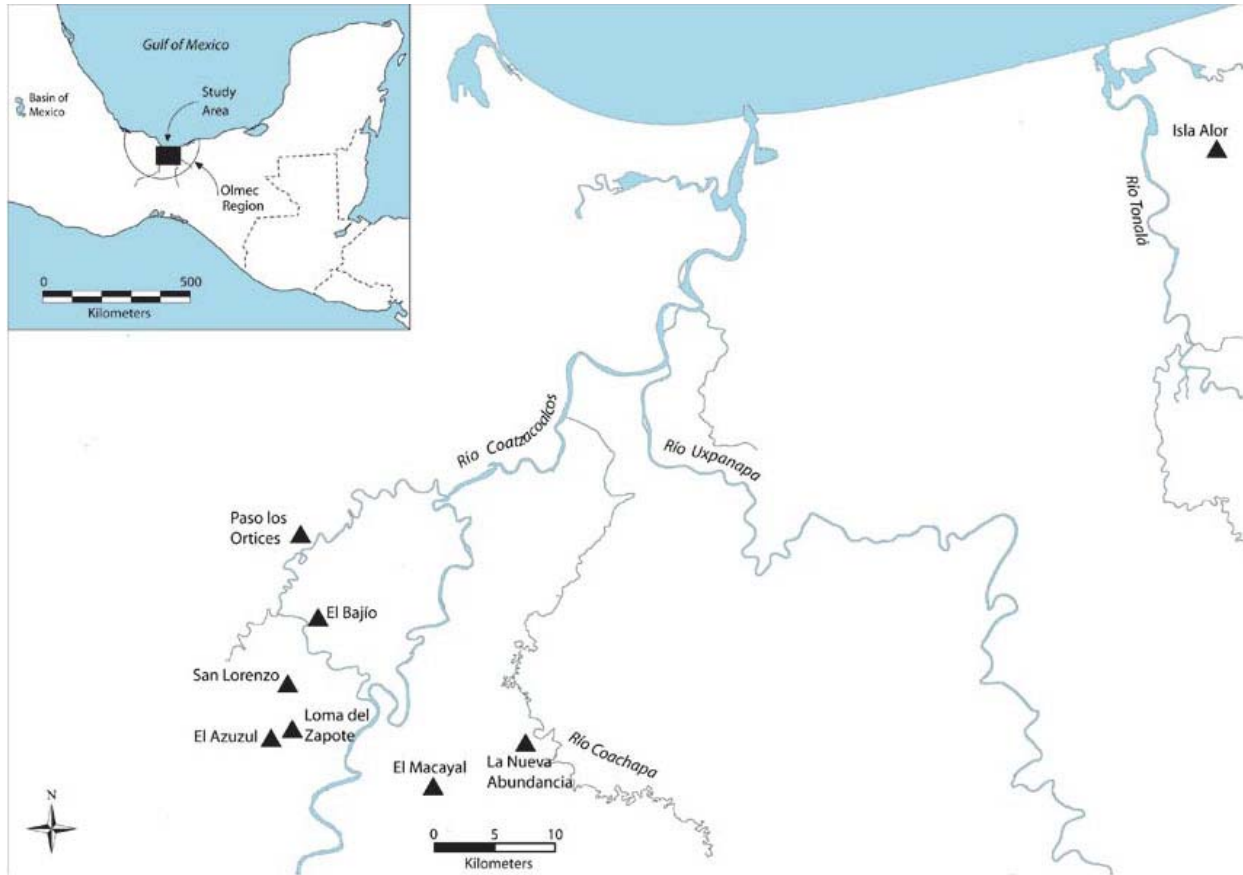 Gulf of Mexico
Basin of
Mexico
Study
Area
Olmec
Region
0 500
Kilometers
Isla Alor
Río Tonalá
Río Coatzacoalcos
Río Uxpanapa
Paso los
Ortices
El Bajío
San Lorenzo
Loma del
Zapote
El Azuzul
El Macayal
La Nueva
Abundancia
Río Coachapa
N
0 5 10
Kilometers